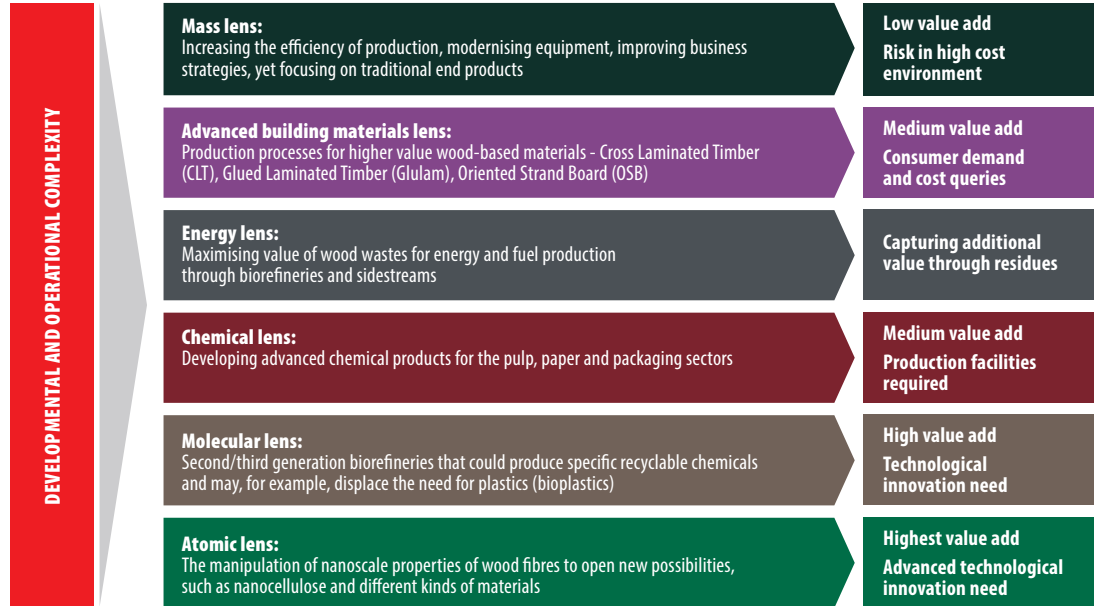 DEVELOPMENTAL AND OPERATIONAL COMPLEXITY
Mass lens:
Increasing the efficiency of production, modernising equipment, improving business
strategies, yet focusing on traditional end products
Low value add
Risk in high cost
environment
Advanced building materials lens:
Production processes for higher value wood-based materials - Cross Laminated Timber
(CLT), Glued Laminated Timber (Glulam), Oriented Strand Board (OSB)
Medium value add
Consumer demand
and cost queries
Energy lens:
Maximising value of wood wastes for energy and fuel production
through biorefineries and sidestreams
Capturing additional
value through residues
Chemical lens:
Developing advanced chemical products for the pulp, paper and packaging sectors
Medium value add
Production facilities
required
Molecular lens:
Second/third generation biorefineries that could produce specific recyclable chemicals
and may, for example, displace the need for plastics (bioplastics)
High value add
Technological
innovation need
Atomic lens:
The manipulation of nanoscale properties of wood fibres to open new possibilities,
such as nanocellulose and different kinds of materials
Highest value add
Advanced technological
innovation need